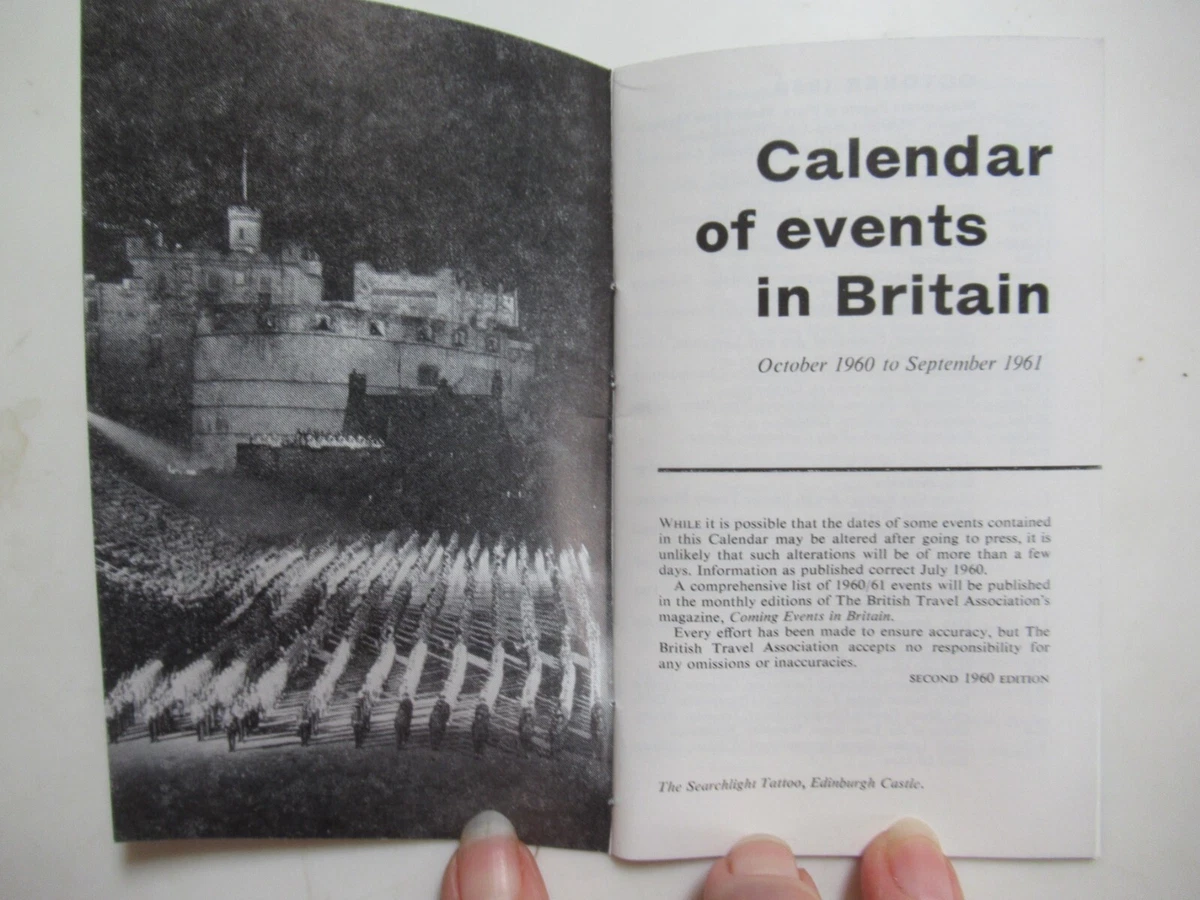 Calendar
of events
in Britain
October 1960 to September 1961
WHILE it is possible that the dates of some events contained
in this Calendar may be altered after going to press, it is
unlikely that such alterations will be of more than a few
days. Information as published correct July 1960.
A comprehensive list of 1960/61 events will be published
in the monthly editions of The British Travel Association's
magazine, Coming Events in Britain.
Every effort has been made to ensure accuracy, but The
British Travel Association accepts no responsibility for
any omissions or inaccuracies.
SECOND 1960 EDITION
The Searchlight Tattoo, Edinburgh Castle.